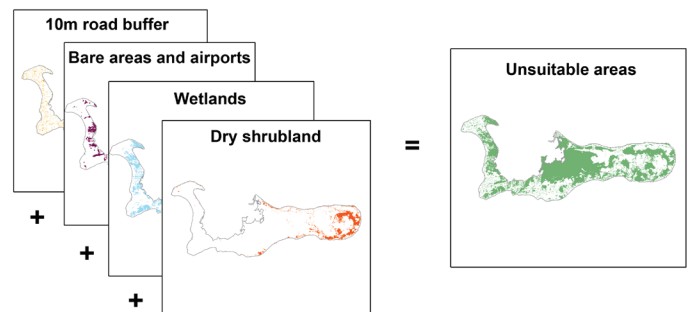 10m road buffer
Bare areas and airports
Wetlands
Dry shrubland
+
+
+
=
Unsuitable areas